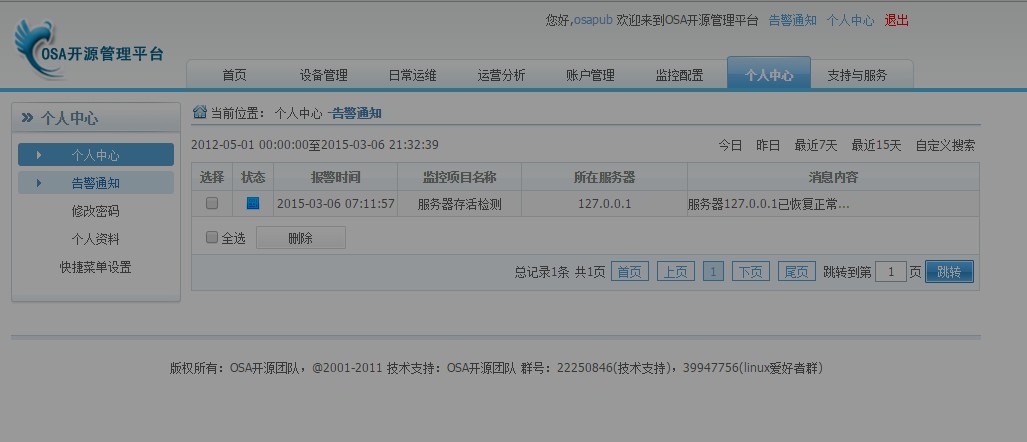 您好,osapub 欢迎来到OSA开源管理平台 告警通知 个人中心 退出
OSA开源管理平台
首页 设备管理 日常运维 运营分析 账户管理 监控配置 个人中心 支持与服务
个人中心
个人中心
告警通知
修改密码
个人资料
快捷菜单设置
当前位置: 个人中心 -告警通知
2012-05-01 00:00:00至2015-03-06 21:32:39 今日 昨日 最近7天 最近15天 自定义搜索
选择 状态 报警时间 监控项目名称 所在服务器 消息内容
2015-03-06 07:11:57 服务器存活检测 127.0.0.1 服务器127.0.0.1已恢复正常...
全选 删除
总记录1条 共1页 首页 上页 1 下页 尾页 跳转到第 1 页 跳转
版权所有：OSA开源团队，@2001-2011 技术支持：OSA开源团队 群号：22250846(技术支持)，39947756(linux爱好者群)